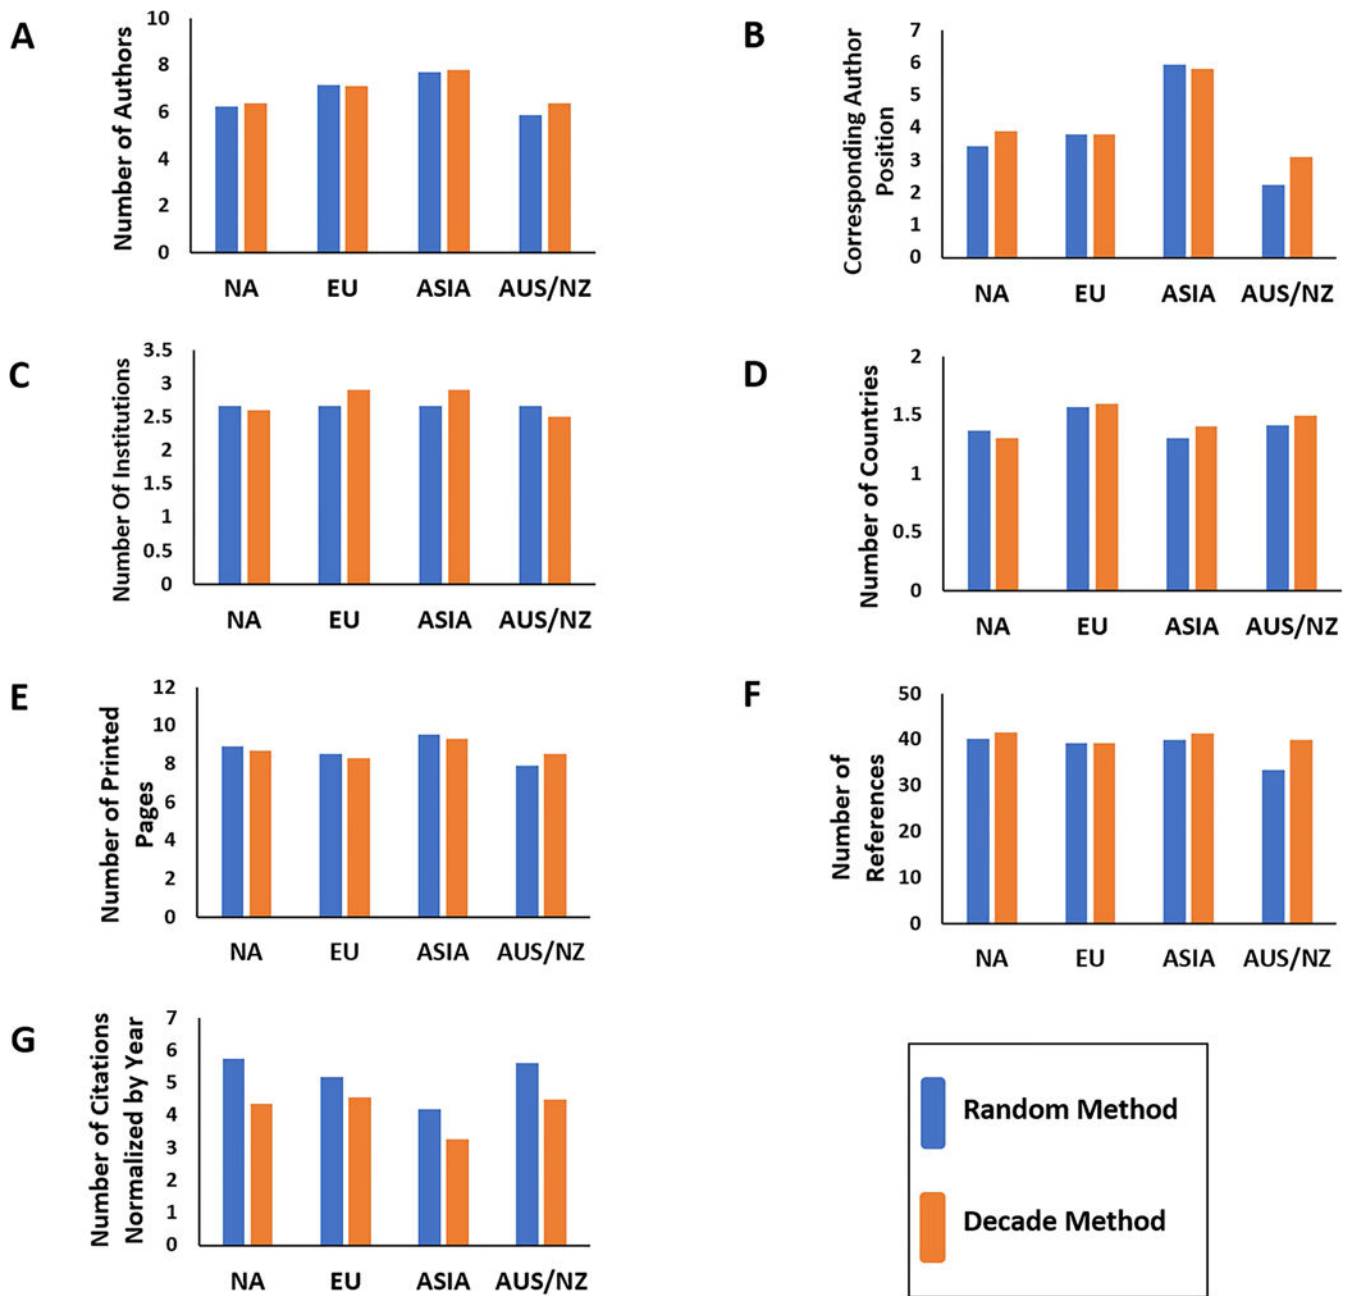 A
Number of Authors
10
8
6
4
2
0
NA EU ASIA AUS/NZ
B
Corresponding Author
Position
7
6
5
4
3
2
1
0
NA EU ASIA AUS/NZ
C
Number Of Institutions
3.5
3
2.5
2
1.5
1
0.5
0
NA EU ASIA AUS/NZ
D
Number of Countries
2
1.5
1
0.5
0
NA EU ASIA AUS/NZ
E
Number of Printed
Pages
12
10
8
6
4
2
0
NA EU ASIA AUS/NZ
F
Number of
References
50
40
30
20
10
0
NA EU ASIA AUS/NZ
G
Number of Citations
Normalized by Year
7
6
5
4
3
2
1
0
NA EU ASIA AUS/NZ
Random Method
Decade Method